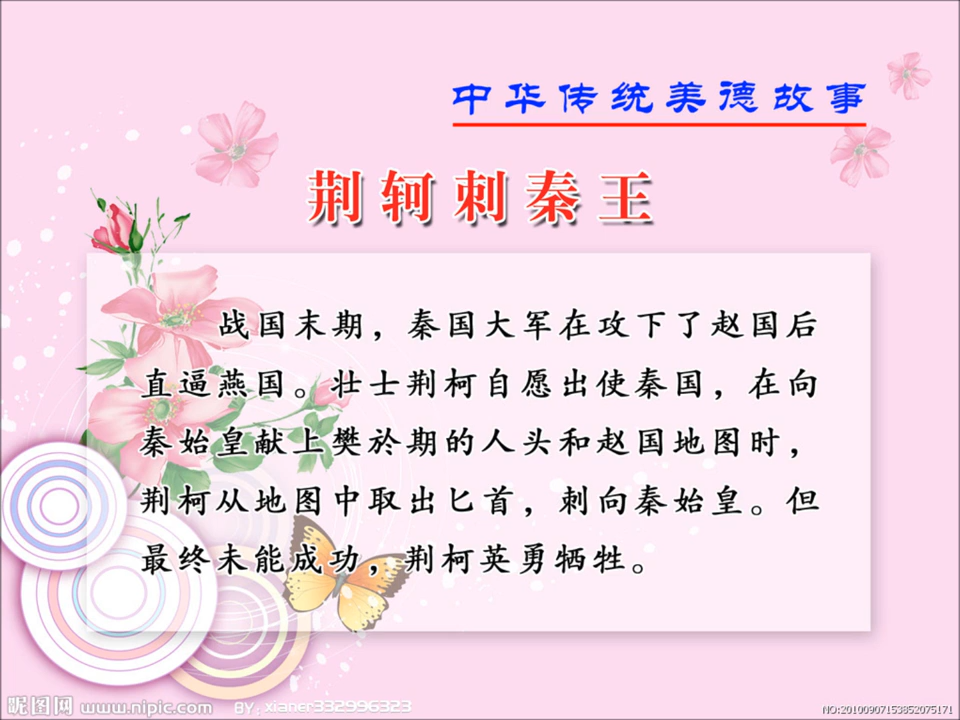 中华传统美德故事
荆轲刺秦王
战国末期，秦国大军在攻下了赵国后
直逼燕国。壮士荆柯自愿出使秦国，在向
秦始皇献上樊於期的人头和赵国地图时，
荆柯从地图中取出匕首，刺向秦始皇。但
最终未能成功，荆柯英勇牺牲。
昵图网 www.nipic.com BY: xianer332996323
NO:20100907153852075171